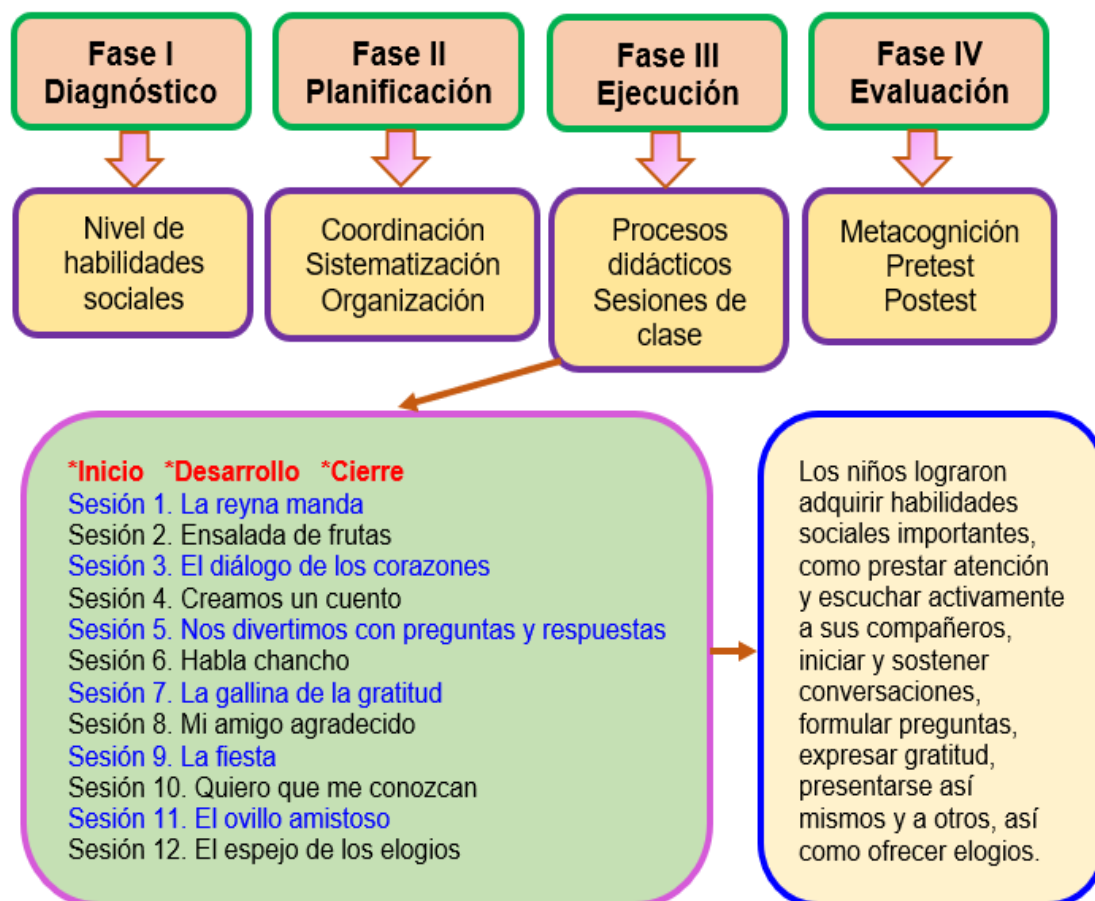 Fase I
Diagnóstico
Fase II
Planificación
Fase III
Ejecución
Fase IV
Evaluación
Nivel de
habilidades
sociales
Coordinación
Sistematización
Organización
Procesos
didácticos
Sesiones de
clase
Metacognición
Pretest
Postest
*Inicio *Desarrollo *Cierre
Sesión 1. La reyna manda
Sesión 2. Ensalada de frutas
Sesión 3. El diálogo de los corazones
Sesión 4. Creamos un cuento
Sesión 5. Nos divertimos con preguntas y respuestas
Sesión 6. Habla chancho
Sesión 7. La gallina de la gratitud
Sesión 8. Mi amigo agradecido
Sesión 9. La fiesta
Sesión 10. Quiero que me conozcan
Sesión 11. El ovillo amistoso
Sesión 12. El espejo de los elogios
Los niños lograron
adquirir habilidades
sociales importantes,
como prestar atención
y escuchar activamente
a sus compañeros,
iniciar y sostener
conversaciones,
formular preguntas,
expresar gratitud,
presentarse así
mismos y a otros, así
como ofrecer elogios.